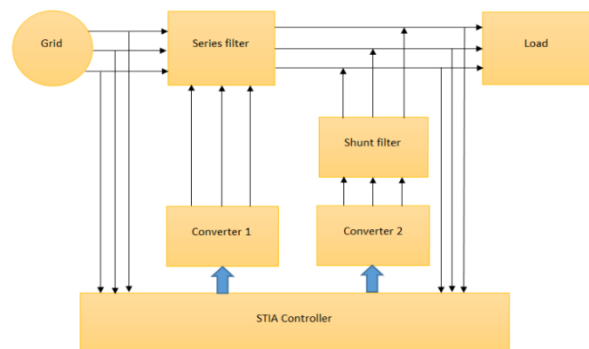 Grid
Series filter
Load
Shunt filter
Converter 1
Converter 2
STIA Controller